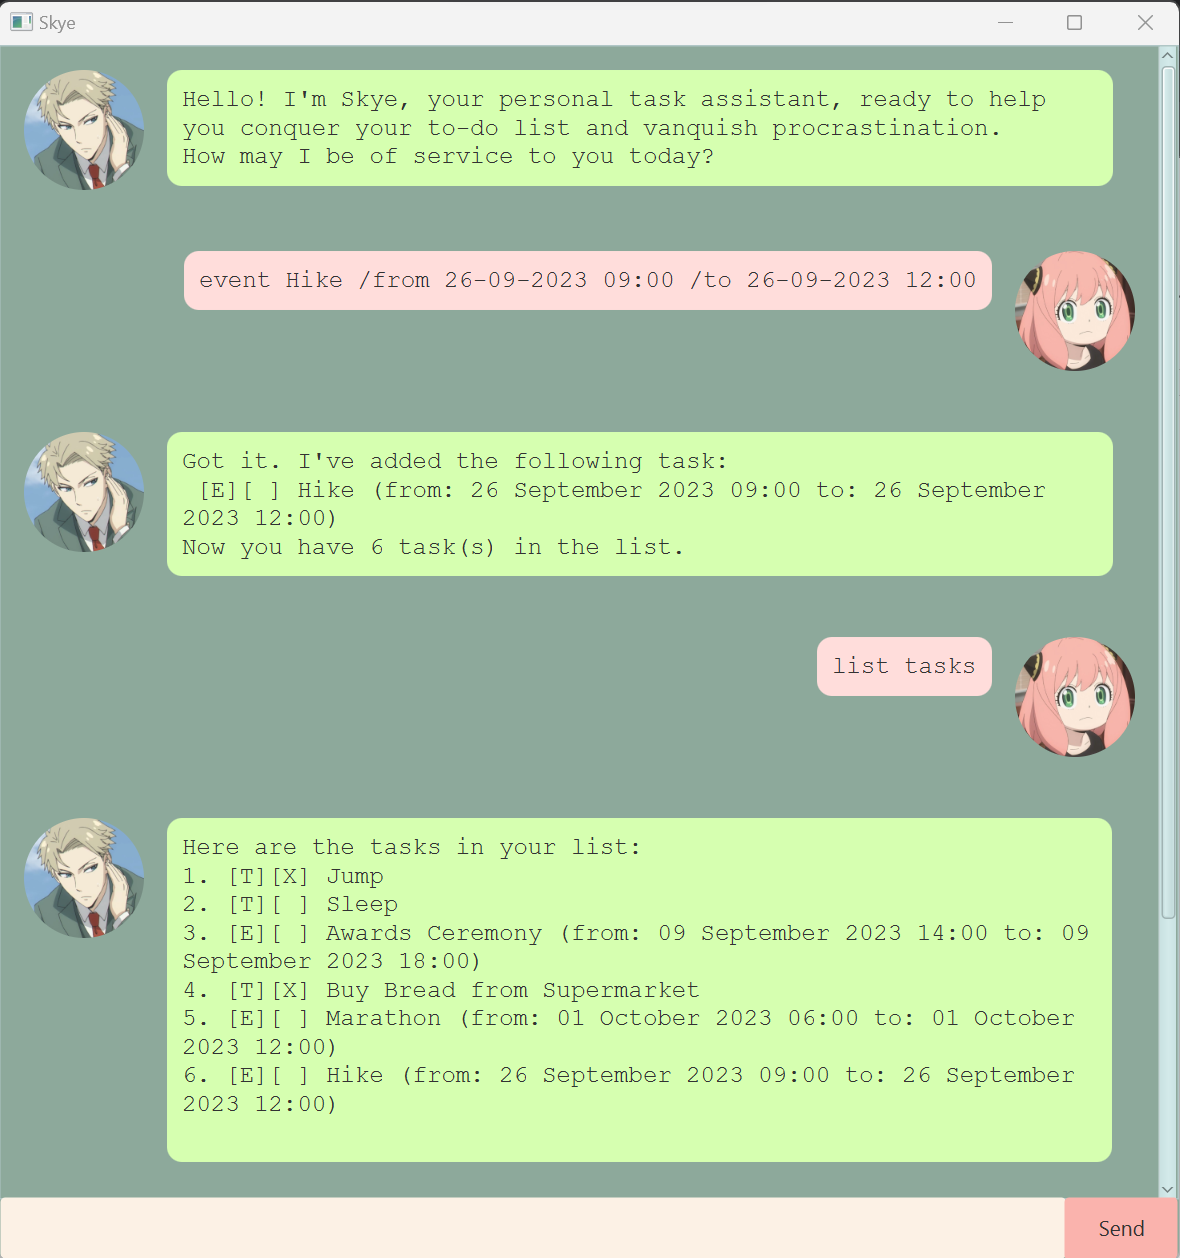 Skye
Hello! I'm Skye, your personal task assistant, ready to help
you conquer your to-do list and vanquish procrastination.
How may I be of service to you today?
event Hike /from 26-09-2023 09:00 /to 26-09-2023 12:00
Got it. I've added the following task:
[E][ ] Hike (from: 26 September 2023 09:00 to: 26 September
2023 12:00)
Now you have 6 task(s) in the list.
list tasks
Here are the tasks in your list:
1. [T][X] Jump
2. [T][ ] Sleep
3. [E][ ] Awards Ceremony (from: 09 September 2023 14:00 to: 09
September 2023 18:00)
4. [T][X] Buy Bread from Supermarket
5. [E][ ] Marathon (from: 01 October 2023 06:00 to: 01 October
2023 12:00)
6. [E][ ] Hike (from: 26 September 2023 09:00 to: 26 September
2023 12:00)
Send